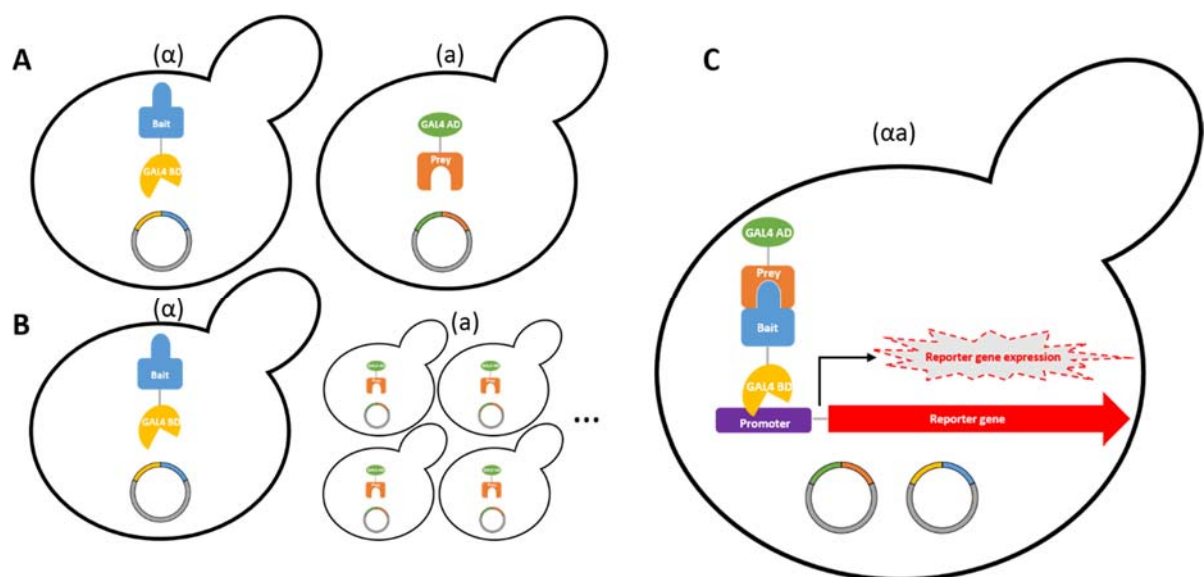 A
(α)
Bait
GAL4 BD
(a)
GAL4 AD
Prey
B
(α)
Bait
GAL4 BD
(a)
...
C
(αa)
GAL4 AD
Prey
Bait
GAL4 BD
Promoter
Reporter gene expression
Reporter gene